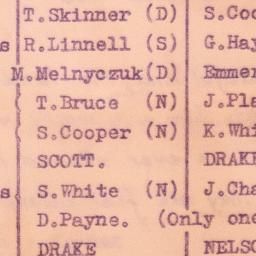 T.Skinner (D) S.Coo
s R.Linnell (S) G.Hay
M.Melnyczuk(D) Emmer
( T.Bruce (N) J.Pla
( S.Cooper (N) K.Whi
SCOTT. DRAKE
s S.White (N) J.Cha
D.Payne. (Only one
DRAKE NELSO